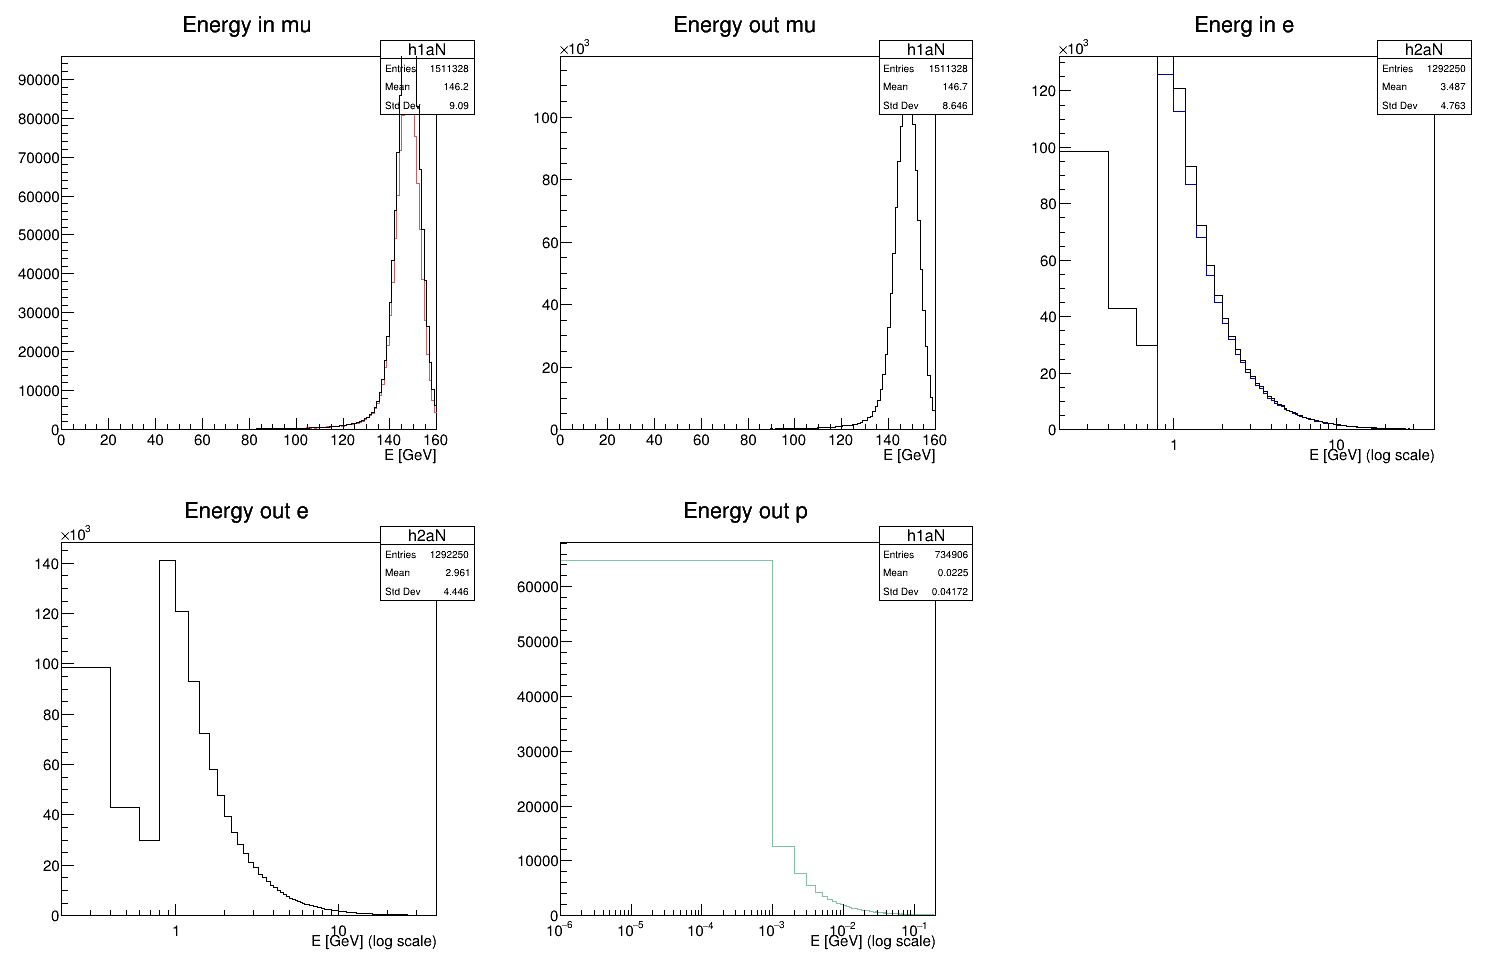 Energy in mu
h1aN
Entries 1511328
Mean 146.2
Std Dev 9.09
90000
80000
70000
60000
50000
40000
30000
20000
10000
0
0 20 40 60 80 100 120 140 160
E [GeV]
Energy out mu
×10³
h1aN
Entries 1511328
Mean 146.7
Std Dev 8.646
100
80
60
40
20
0
0 20 40 60 80 100 120 140 160
E [GeV]
Energ in e
×10³
h2aN
Entries 1292250
Mean 3.487
Std Dev 4.763
120
100
80
60
40
20
0
1 10
E [GeV] (log scale)
Energy out e
×10³
h2aN
Entries 1292250
Mean 2.961
Std Dev 4.446
140
120
100
80
60
40
20
0
1 10
E [GeV] (log scale)
Energy out p
h1aN
Entries 734906
Mean 0.0225
Std Dev 0.04172
60000
50000
40000
30000
20000
10000
0
10⁻⁶ 10⁻⁵ 10⁻⁴ 10⁻³ 10⁻² 10⁻¹
E [GeV] (log scale)